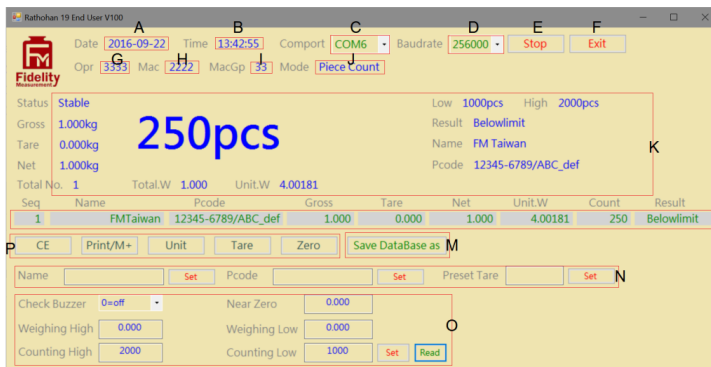 Rathohan 19 End User V100
A B C D E F
Date 2016-09-22 Time 13:42:55 Comport COM6 Baudrate 256000 Stop Exit
G H I J
Opr 3333 Mac 2222 MacGp 33 Mode Piece Count
Fidelity
Measurement
Status Stable Low 1000pcs High 2000pcs
Gross 1.000kg 250pcs Result Belowlimit
Tare 0.000kg Name FM Taiwan K
Net 1.000kg Pcode 12345-6789/ABC_def
Total No. 1 Total.W 1.000 Unit.W 4.00181
Seq Name Pcode Gross Tare Net Unit.W Count Result
1 FMTaiwan 12345-6789/ABC_def 1.000 0.000 1.000 4.00181 250 Belowlimit
P CE Print/M+ Unit Tare Zero Save DataBase as M
Name Set Pcode Set Preset Tare Set N
Check Buzzer 0=off Near Zero 0.000
Weighing High 0.000 Weighing Low 0.000 O
Counting High 2000 Counting Low 1000 Set Read